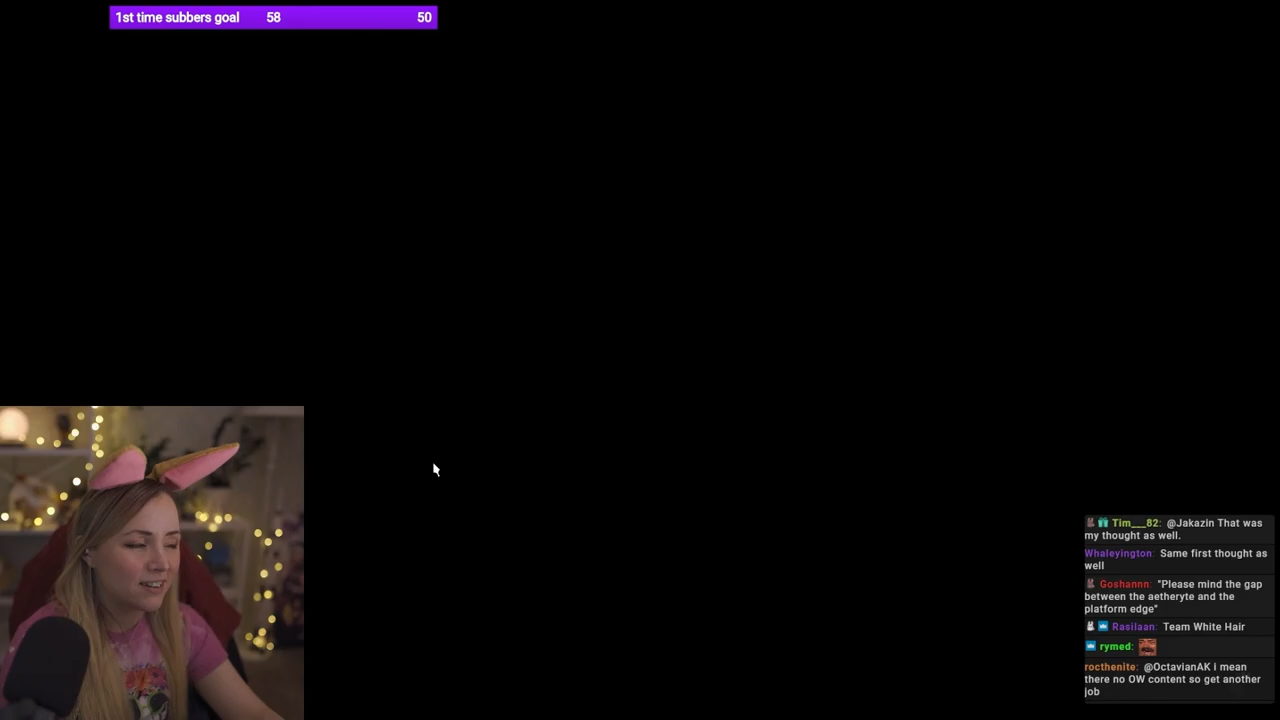 1st time subbers goal 58 50
Tim___82: @Jakazin That was
my thought as well.
Whaleyington: Same first thought as
well
Goshannn: "Please mind the gap
between the aetheryte and the
platform edge"
Rasilaan: Team White Hair
rymed:
rocthenite: @OctavianAK i mean
there no OW content so get another
job